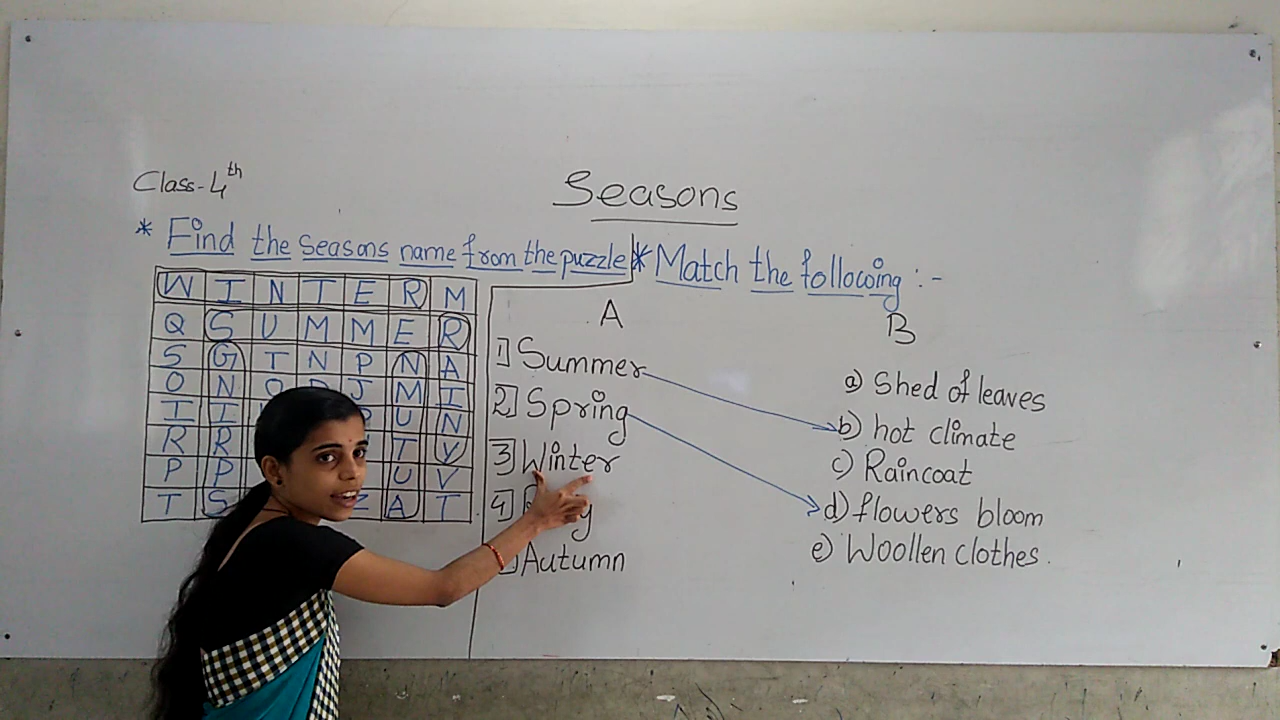 Class-4th
Seasons
* Find the seasons name from the puzzle
W I N T E R M
Q S U M M E R
S G T N P N A
O N O J M I
I I U N
R R T Y
P P U V
T S A T
* Match the following :-
A
1] Summer
2] Spring
3] Winter
4]
Autumn
B
a) Shed of leaves
b) hot climate
c) Raincoat
d) flowers bloom
e) Woollen clothes.